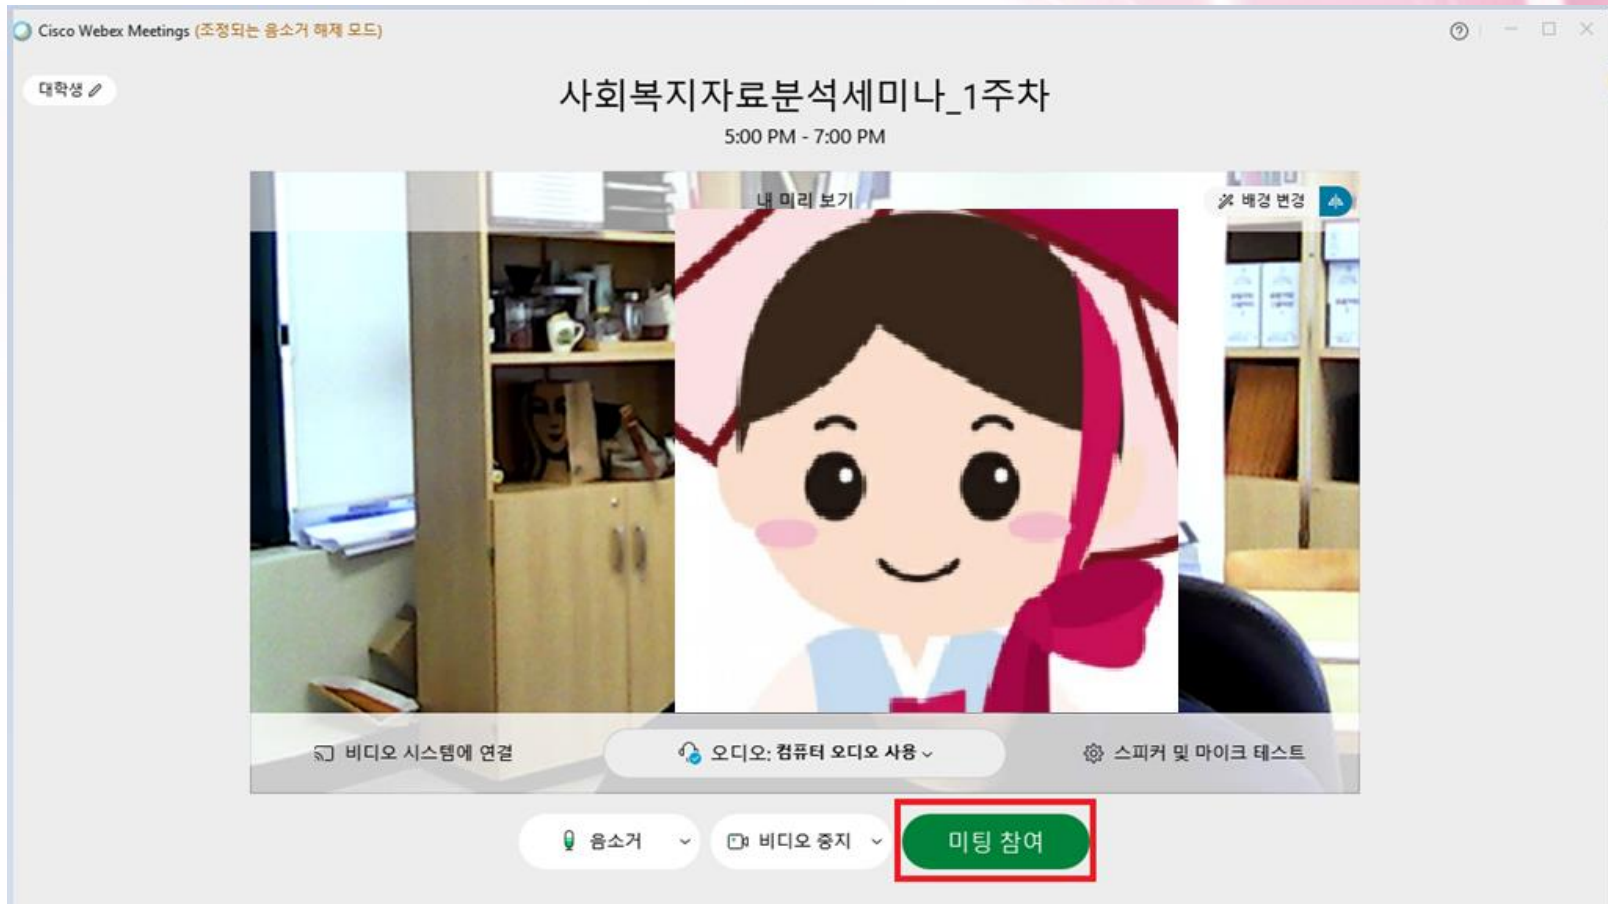 Cisco Webex Meetings (조정되는 음소거 해제 모드)
대학생
사회복지자료분석세미나_1주차
5:00 PM - 7:00 PM
내 미리 보기
배경 변경
비디오 시스템에 연결
오디오: 컴퓨터 오디오 사용
스피커 및 마이크 테스트
음소거
비디오 중지
미팅 참여